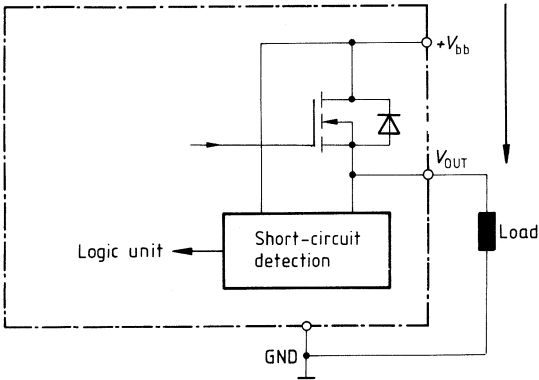 +Vbb
VOUT
Short-circuit
detection
Logic unit
Load
GND